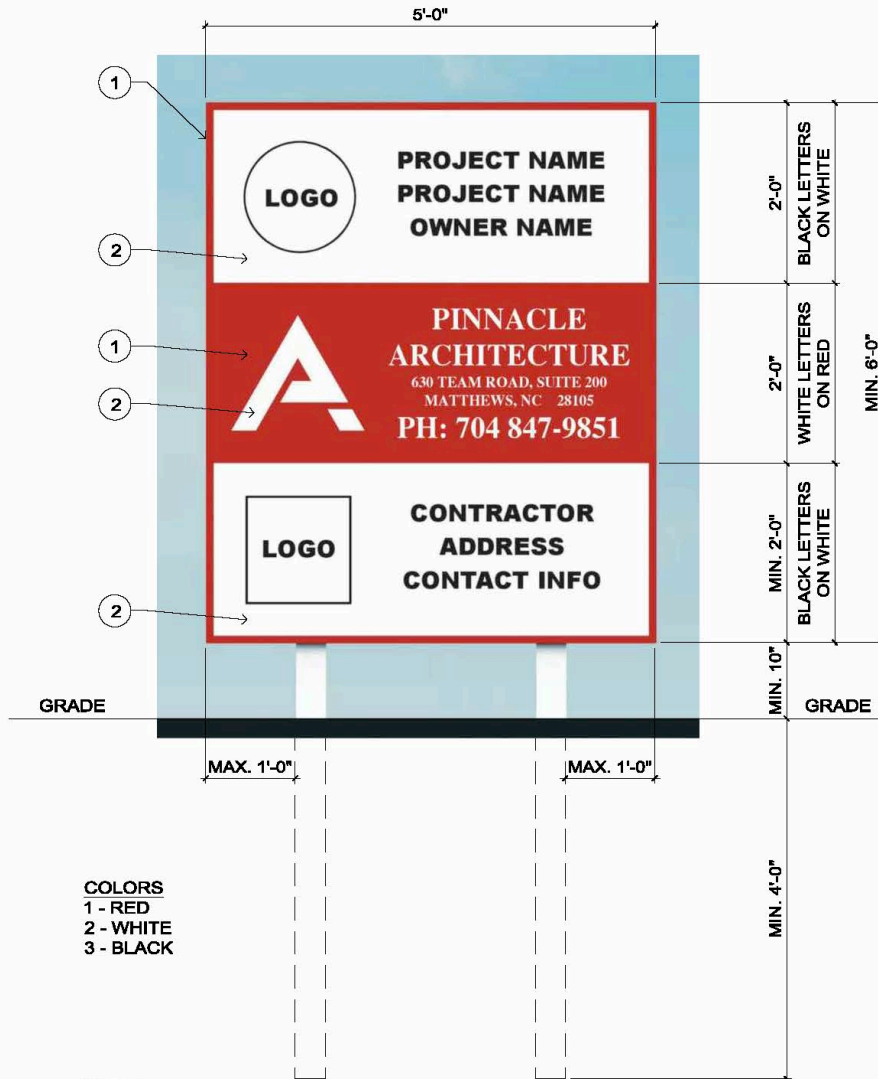 5'-0"
1
LOGO
PROJECT NAME
PROJECT NAME
OWNER NAME
2
2'-0"
BLACK LETTERS
ON WHITE
1
2
PINNACLE
ARCHITECTURE
630 TEAM ROAD, SUITE 200
MATTHEWS, NC 28105
PH: 704 847-9851
2'-0"
WHITE LETTERS
ON RED
MIN. 6'-0"
LOGO
CONTRACTOR
ADDRESS
CONTACT INFO
2
MIN. 2'-0"
BLACK LETTERS
ON WHITE
MIN. 10"
GRADE
GRADE
MAX. 1'-0"
MAX. 1'-0"
MIN. 4'-0"
COLORS
1 - RED
2 - WHITE
3 - BLACK